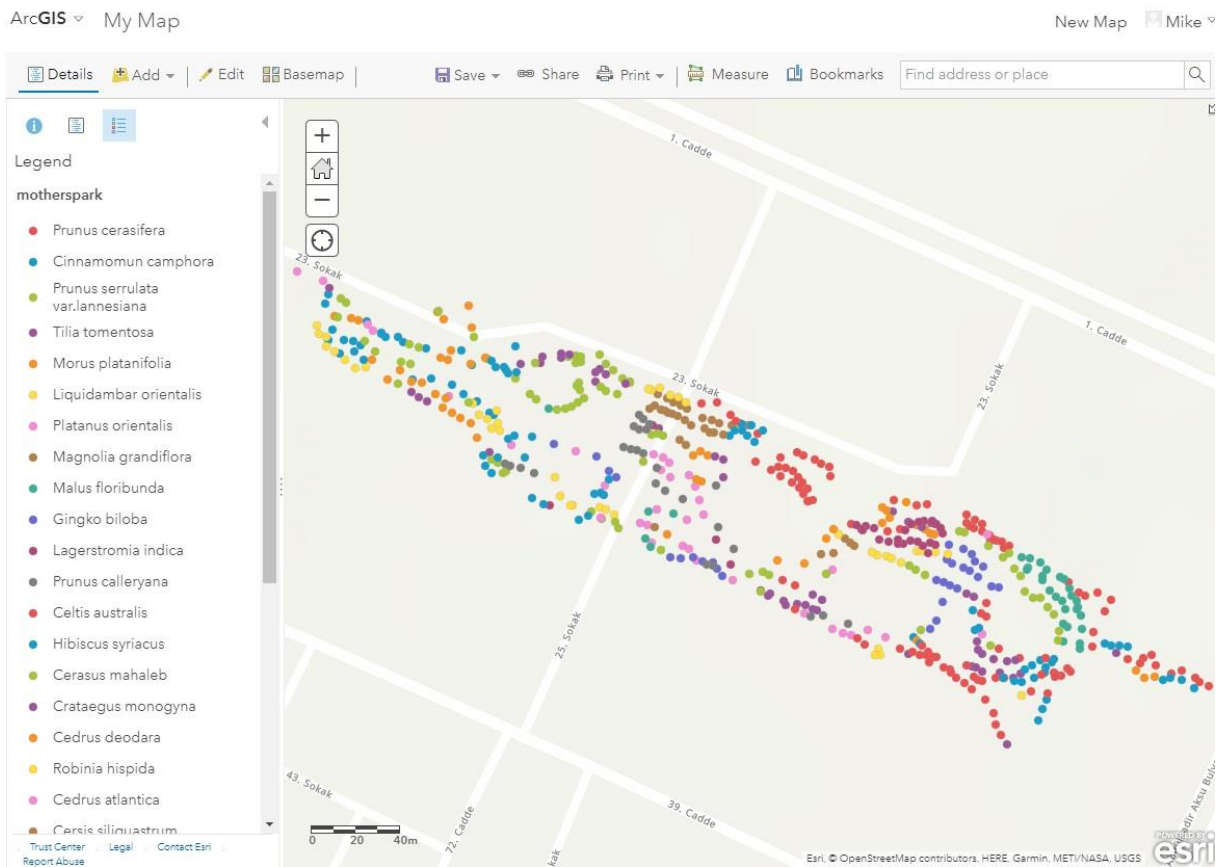 ArcGIS My Map
New Map Mike
Details Add Edit Basemap Save Share Print Measure Bookmarks Find address or place
Legend
motherspark
Prunus cerasifera
Cinnamomun camphora
Prunus serrulata
var.lannesiana
Tilia tomentosa
Morus platanifolia
Liquidambar orientalis
Platanus orientalis
Magnolia grandiflora
Malus floribunda
Gingko biloba
Lagerstromia indica
Prunus calleryana
Celtis australis
Hibiscus syriacus
Cerasus mahaleb
Crataegus monogyna
Cedrus deodara
Robinia hispida
Cedrus atlantica
Cersis siliquastrum
Trust Center Legal Contact Esri
Report Abuse
1. Cadde
23. Sokak
1. Cadde
23. Sokak
23. Sokak
25. Sokak
43. Sokak
72. Cadde
39. Cadde
0 20 40m
Esri, © OpenStreetMap contributors, HERE, Garmin, METI/NASA, USGS
POWERED BY
esri